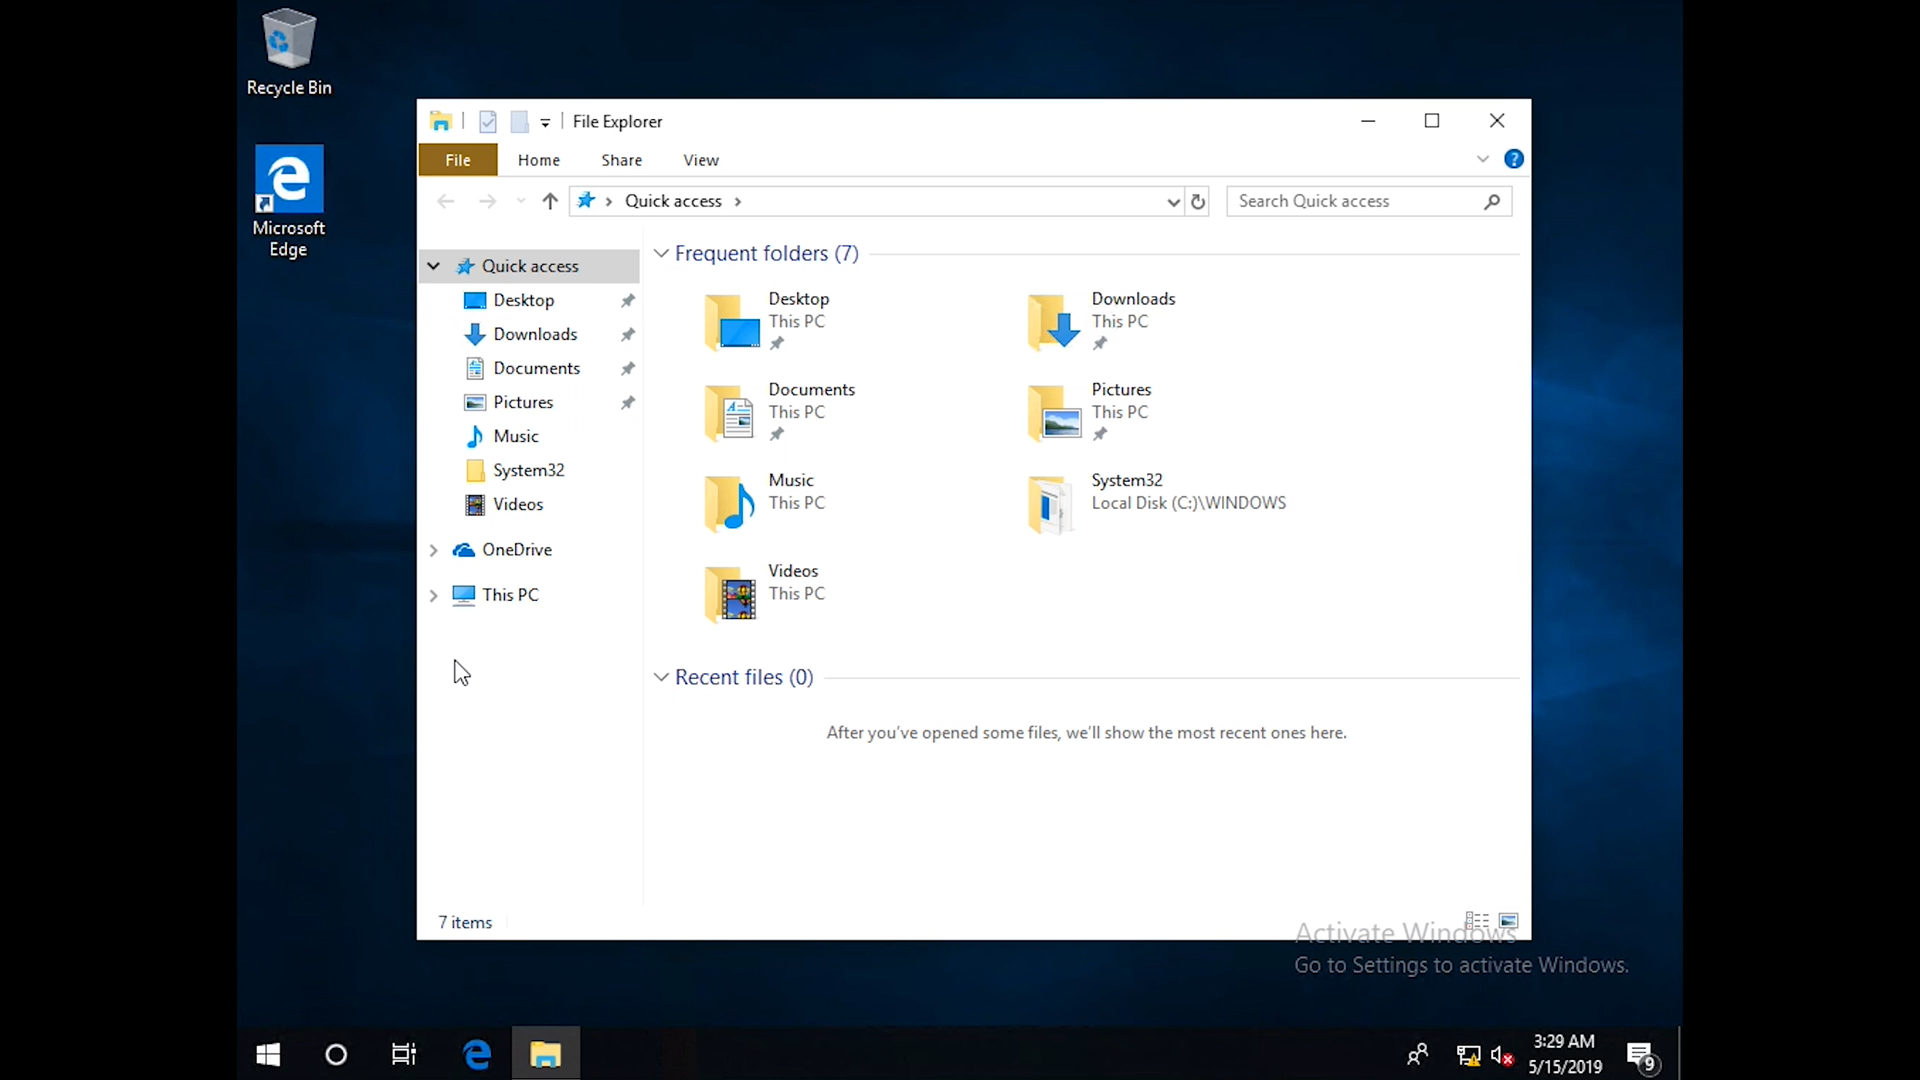 Recycle Bin
Microsoft
Edge
File Explorer
File
Home
Share
View
Quick access
Search Quick access
Quick access
Desktop
Downloads
Documents
Pictures
Music
System32
Videos
OneDrive
This PC
Frequent folders (7)
Desktop
This PC
Downloads
This PC
Documents
This PC
Pictures
This PC
Music
This PC
System32
Local Disk (C:)\WINDOWS
Videos
This PC
Recent files (0)
After you've opened some files, we'll show the most recent ones here.
7 items
Activate Windows
Go to Settings to activate Windows.
3:29 AM
5/15/2019
9